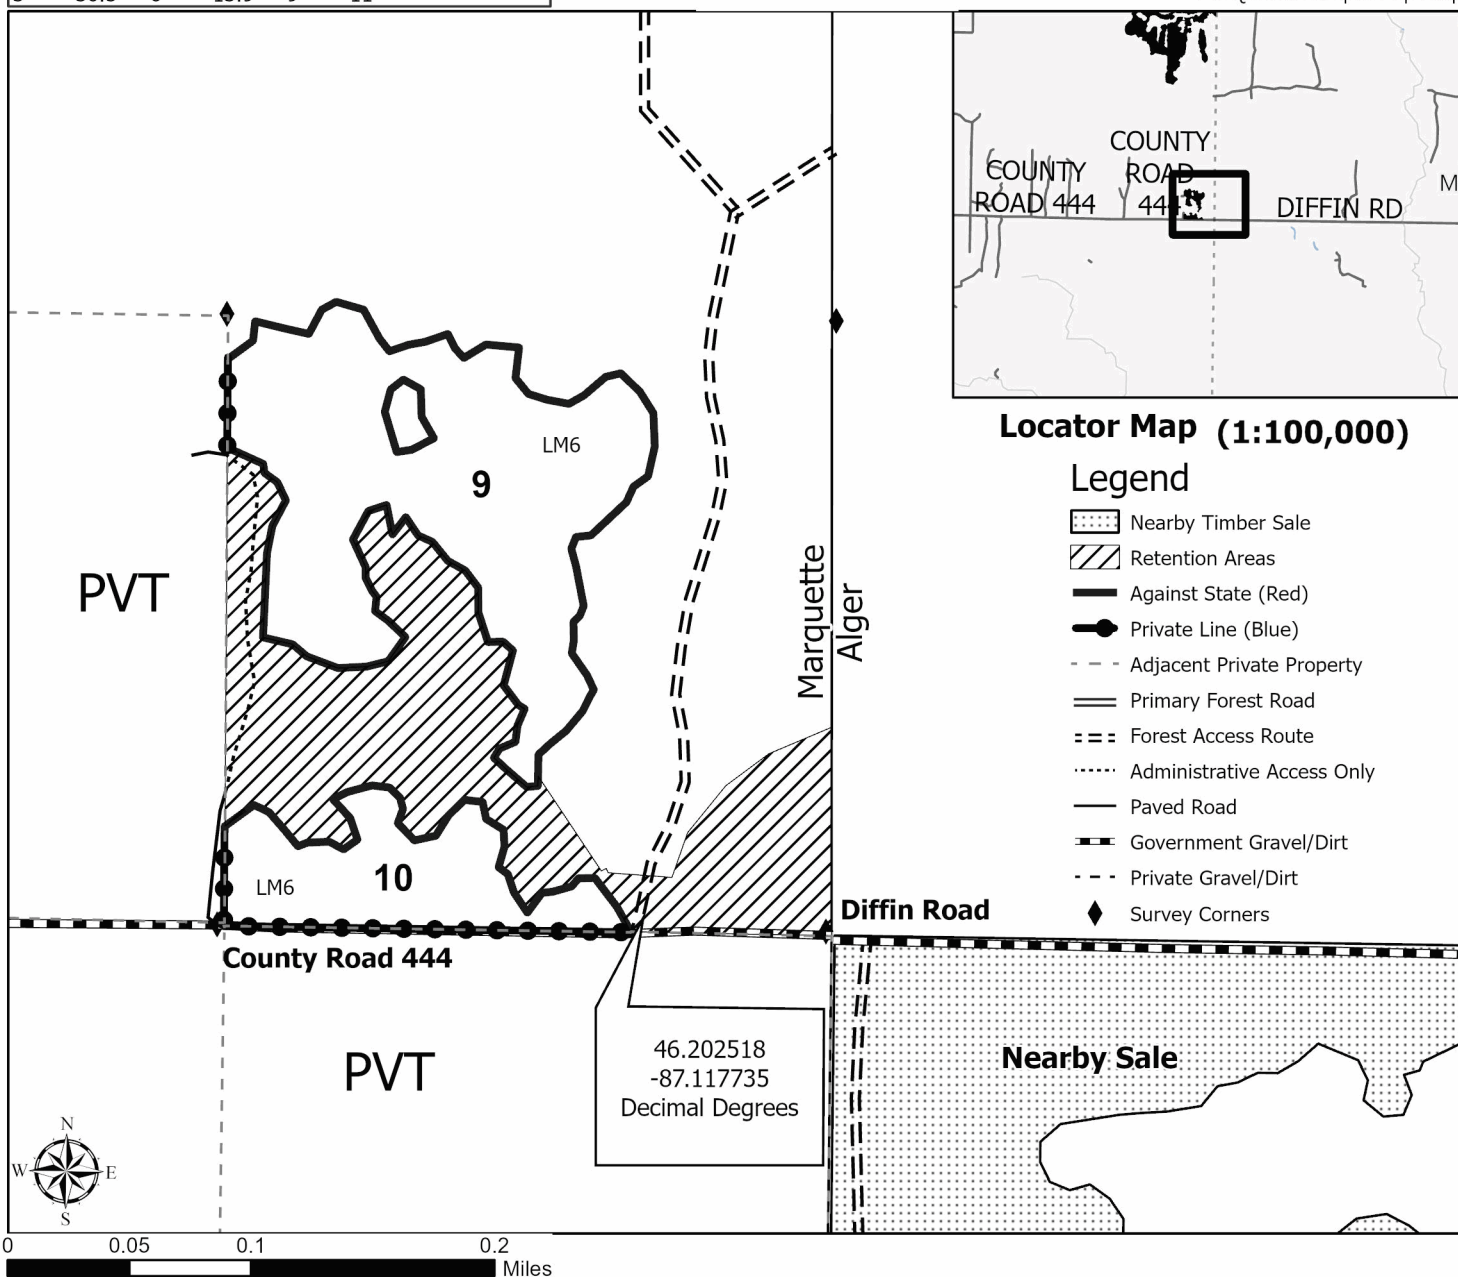 COUNTY
ROAD
444
COUNTY
ROAD 444
DIFFIN RD
M
Locator Map (1:100,000)
Legend
Nearby Timber Sale
Retention Areas
Against State (Red)
Private Line (Blue)
Adjacent Private Property
Primary Forest Road
Forest Access Route
Administrative Access Only
Paved Road
Government Gravel/Dirt
Private Gravel/Dirt
Survey Corners
LM6
9
PVT
Marquette
Alger
10
LM6
Diffin Road
County Road 444
46.202518
-87.117735
Decimal Degrees
Nearby Sale
PVT
N
W E
S
0 0.05 0.1 0.2
Miles